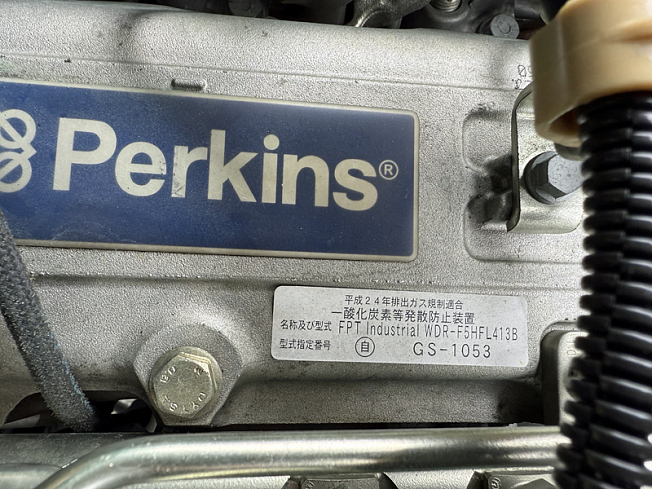 Perkins®
平成24年排出ガス規制適合
一酸化炭素等発散防止装置
名称及び型式 FPT Industrial WDR-F5HFL413B
型式指定番号 自 GS-1053